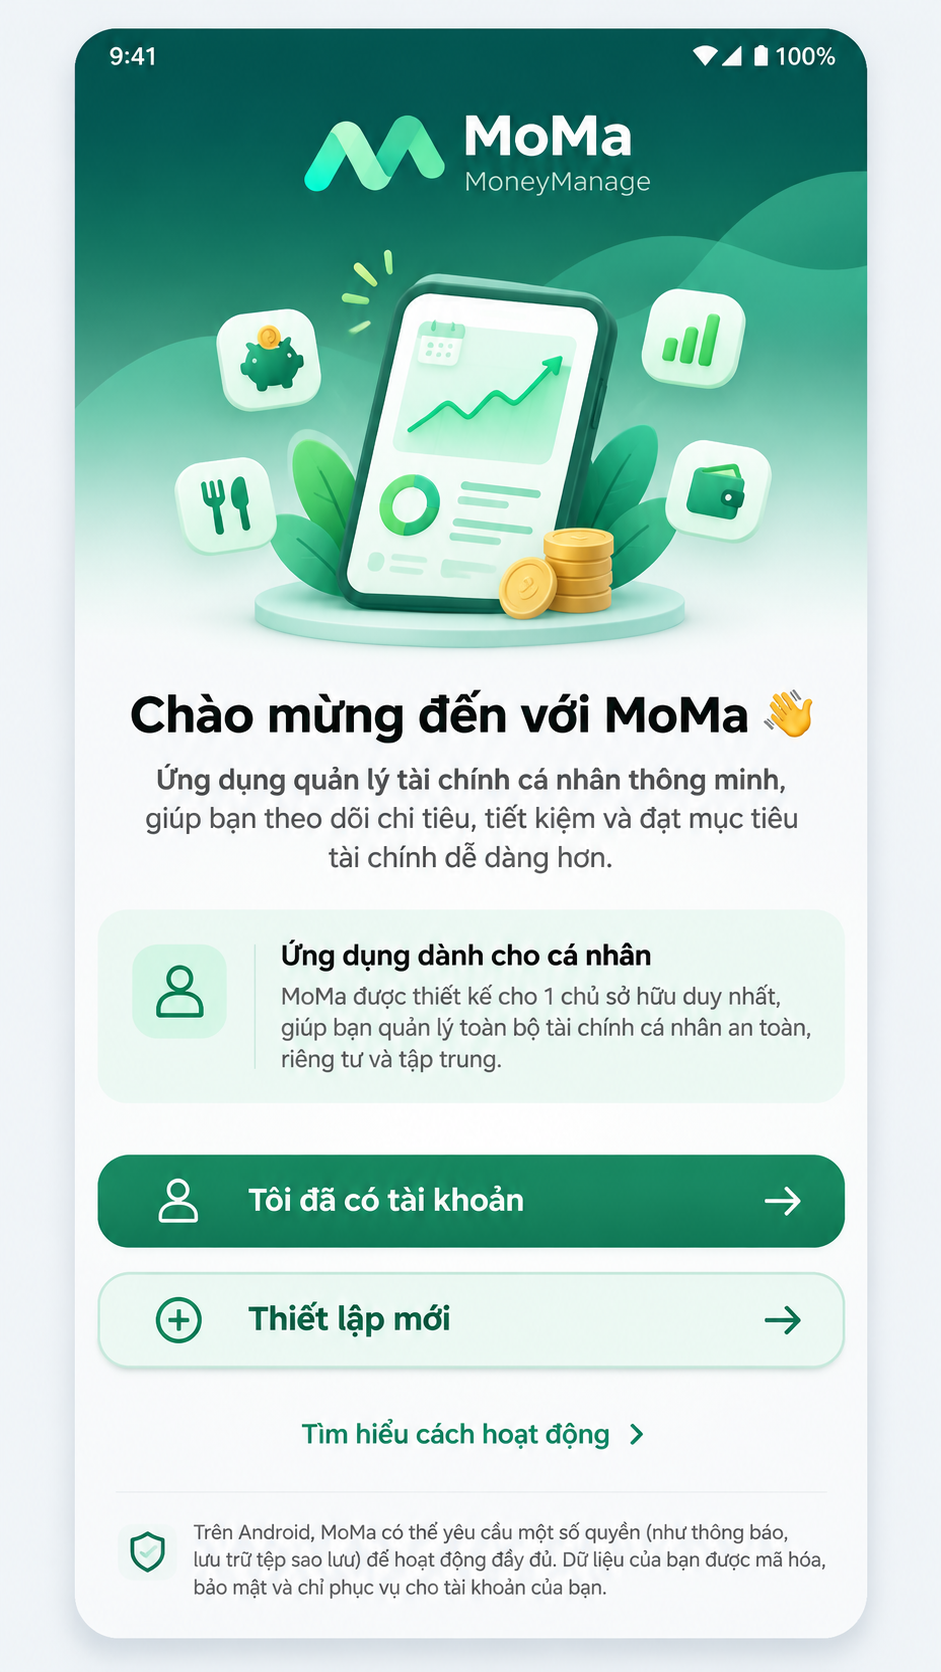 9:41
100%
MoMa
MoneyManage
Chào mừng đến với MoMa 👋
Ứng dụng quản lý tài chính cá nhân thông minh,
giúp bạn theo dõi chi tiêu, tiết kiệm và đạt mục tiêu
tài chính dễ dàng hơn.
Ứng dụng dành cho cá nhân
MoMa được thiết kế cho 1 chủ sở hữu duy nhất,
giúp bạn quản lý toàn bộ tài chính cá nhân an toàn,
riêng tư và tập trung.
Tôi đã có tài khoản
Thiết lập mới
Tìm hiểu cách hoạt động
Trên Android, MoMa có thể yêu cầu một số quyền (như thông báo,
lưu trữ tệp sao lưu) để hoạt động đầy đủ. Dữ liệu của bạn được mã hóa,
bảo mật và chỉ phục vụ cho tài khoản của bạn.